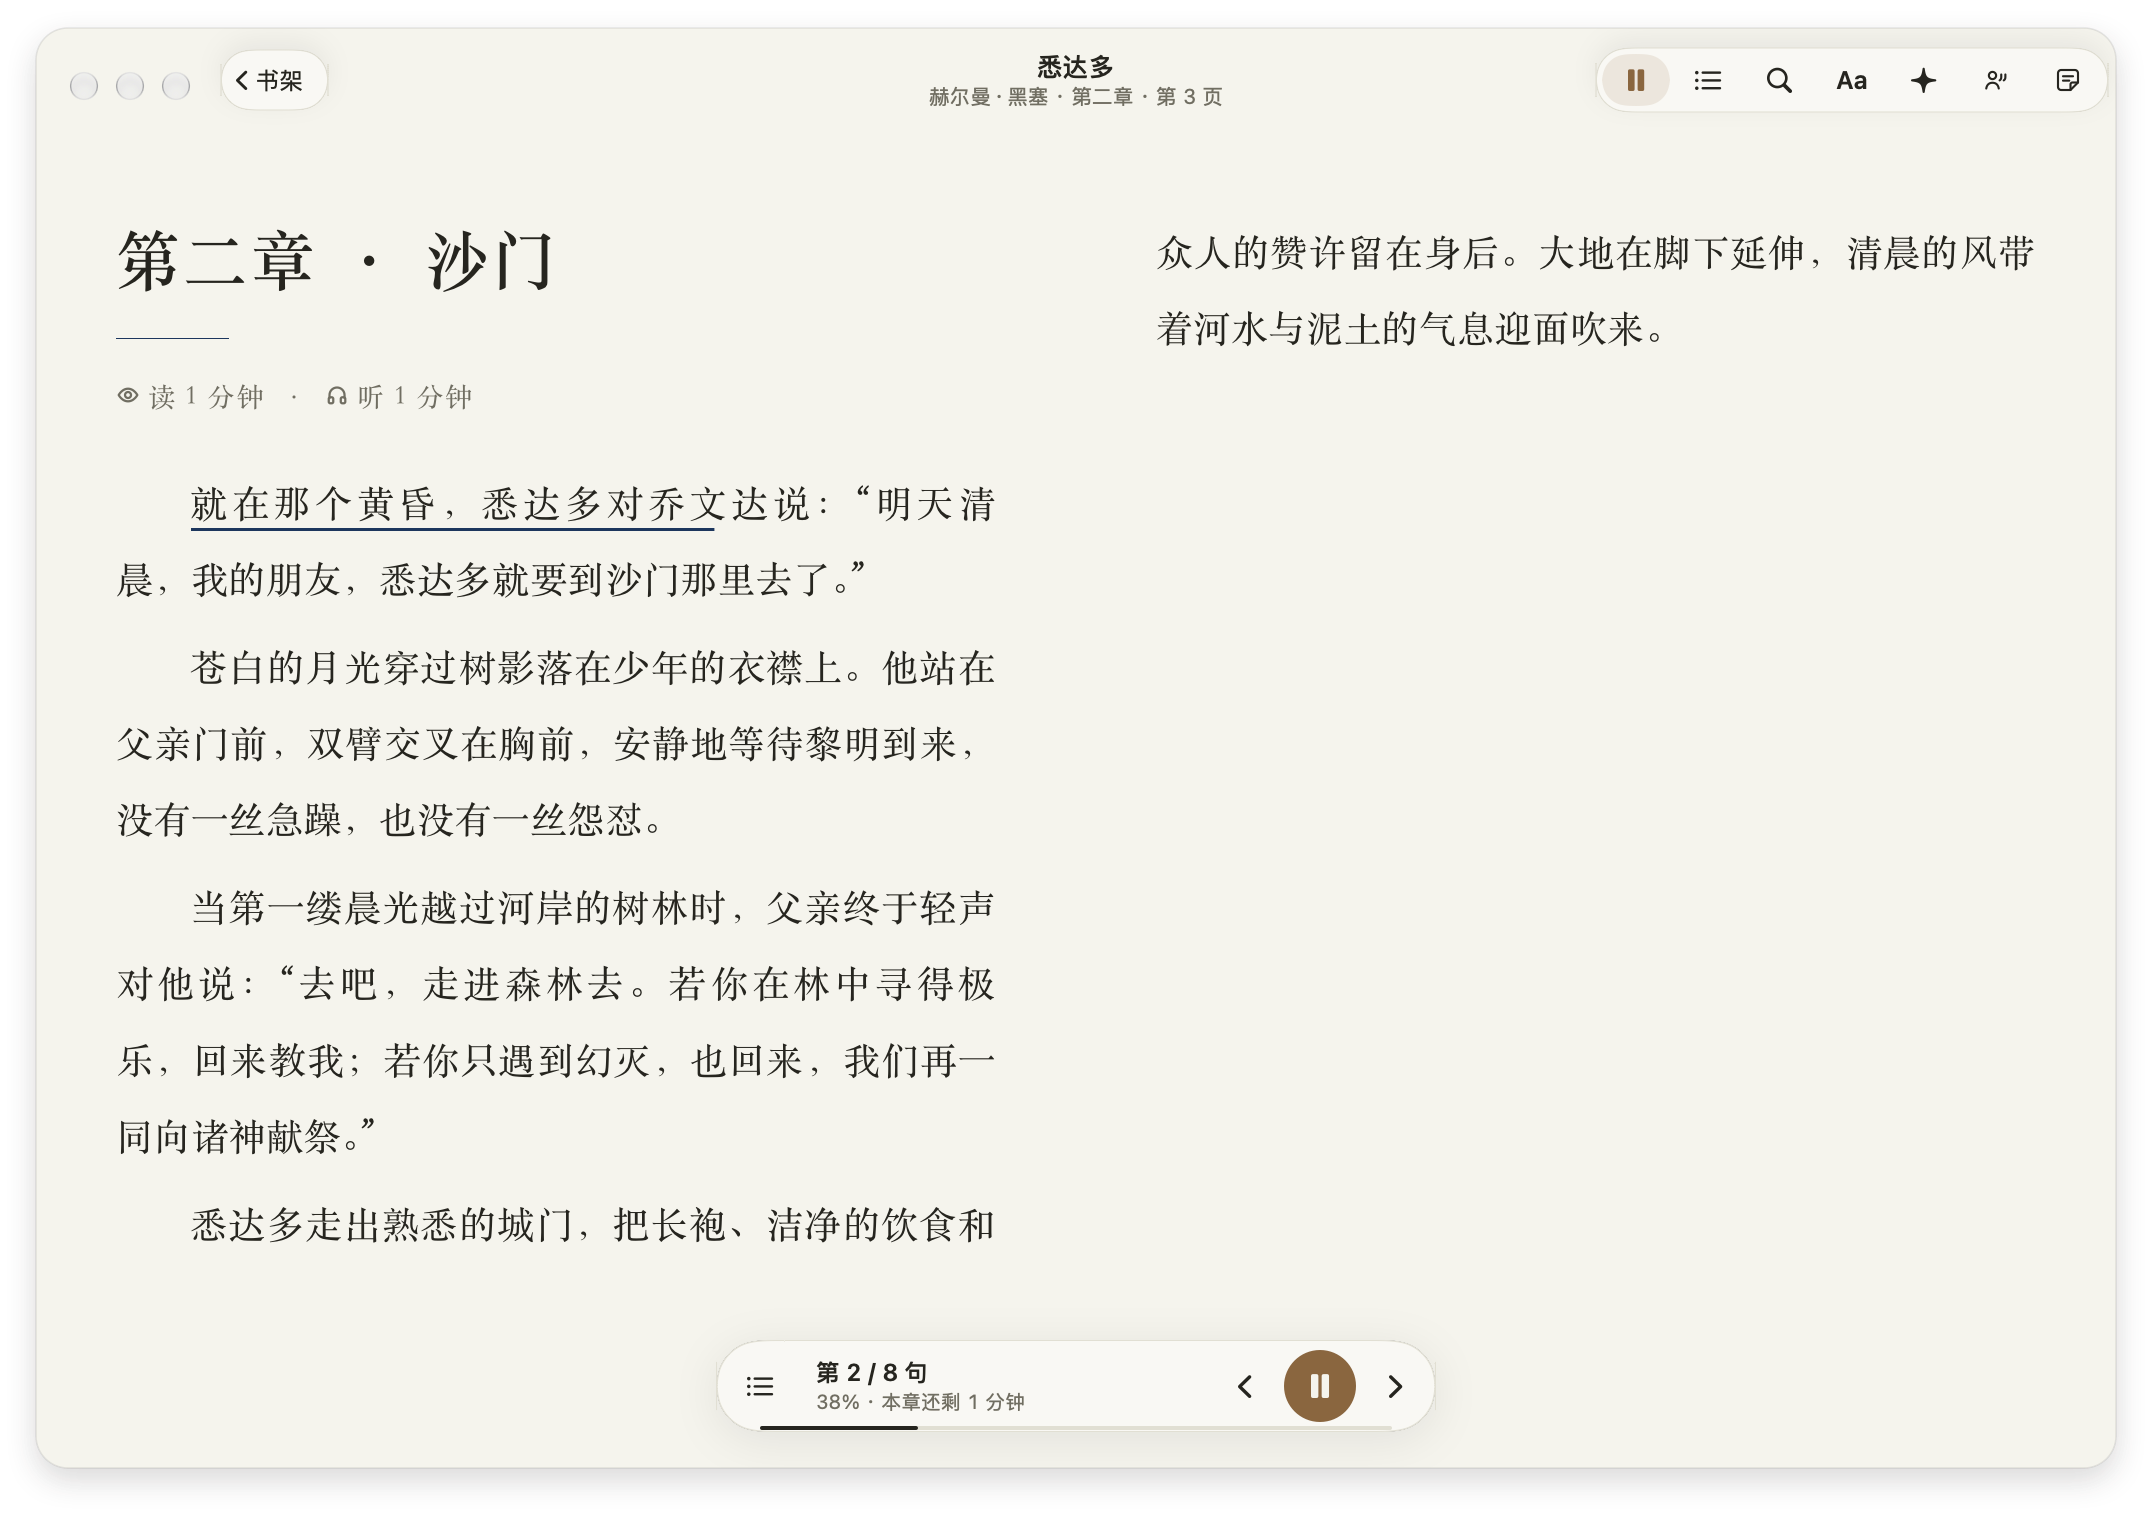 书架
悉达多
赫尔曼·黑塞 · 第二章 · 第 3 页
Aa
第二章 · 沙门
读 1 分钟 · 听 1 分钟
就在那个黄昏，悉达多对乔文达说：“明天清
晨，我的朋友，悉达多就要到沙门那里去了。”
苍白的月光穿过树影落在少年的衣襟上。他站在
父亲门前，双臂交叉在胸前，安静地等待黎明到来，
没有一丝急躁，也没有一丝怨怼。
当第一缕晨光越过河岸的树林时，父亲终于轻声
对他说：“去吧，走进森林去。若你在林中寻得极
乐，回来教我；若你只遇到幻灭，也回来，我们再一
同向诸神献祭。”
悉达多走出熟悉的城门，把长袍、洁净的饮食和
众人的赞许留在身后。大地在脚下延伸，清晨的风带
着河水与泥土的气息迎面吹来。
第 2 / 8 句
38% · 本章还剩 1 分钟